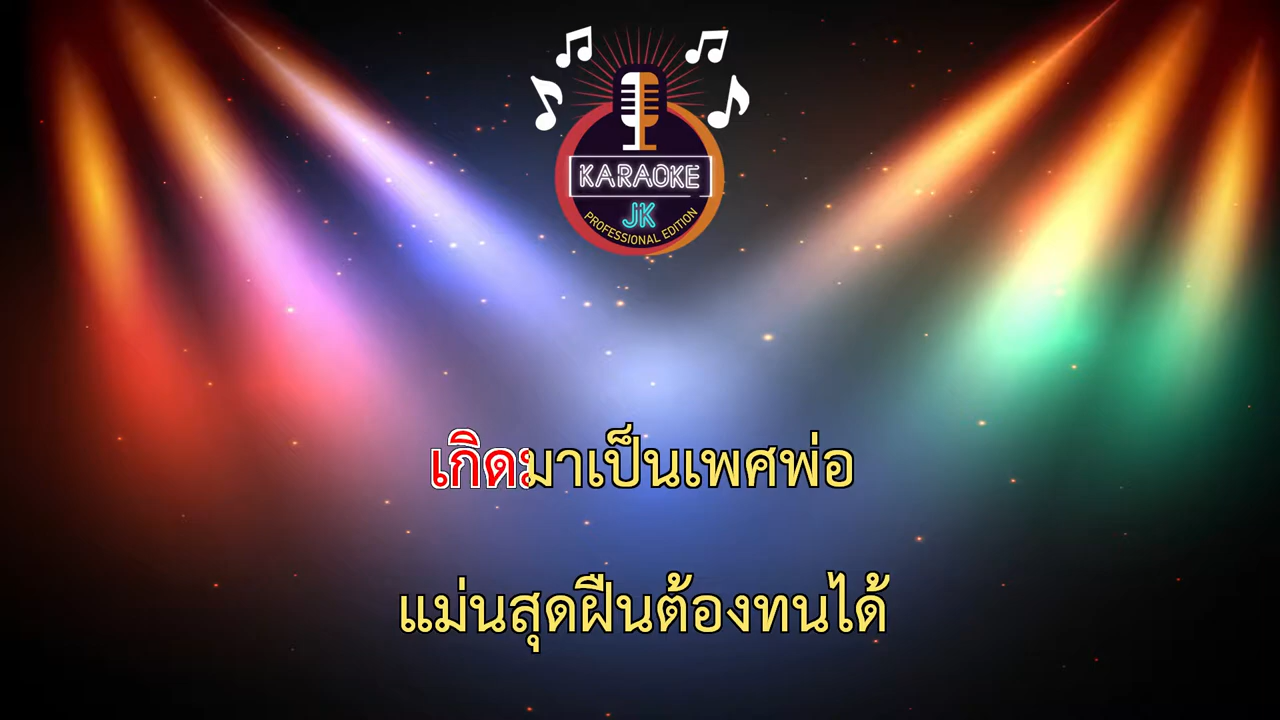 KARAOKE
JK
PROFESSIONAL EDITION
เกิดมาเป็นเพศพ่อ
แม่นสุดฝืนต้องทนได้